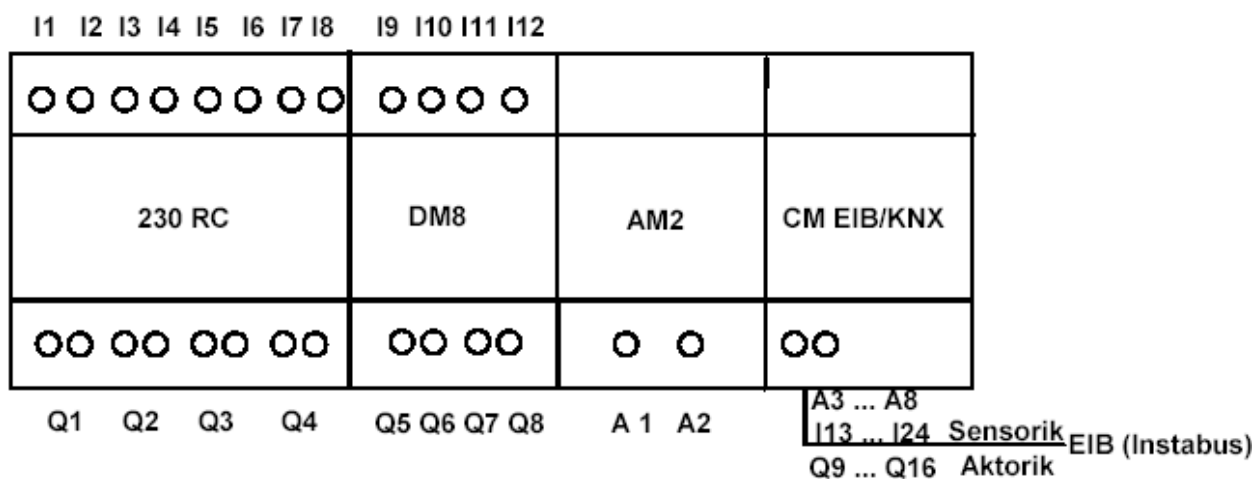 I1 I2 I3 I4 I5 I6 I7 I8 I9 I10 I11 I12
230 RC DM8 AM2 CM EIB/KNX
Q1 Q2 Q3 Q4 Q5 Q6 Q7 Q8 A 1 A2
A3 ... A8
I13 ... I24 Sensorik
EIB (Instabus)
Q9 ... Q16 Aktorik